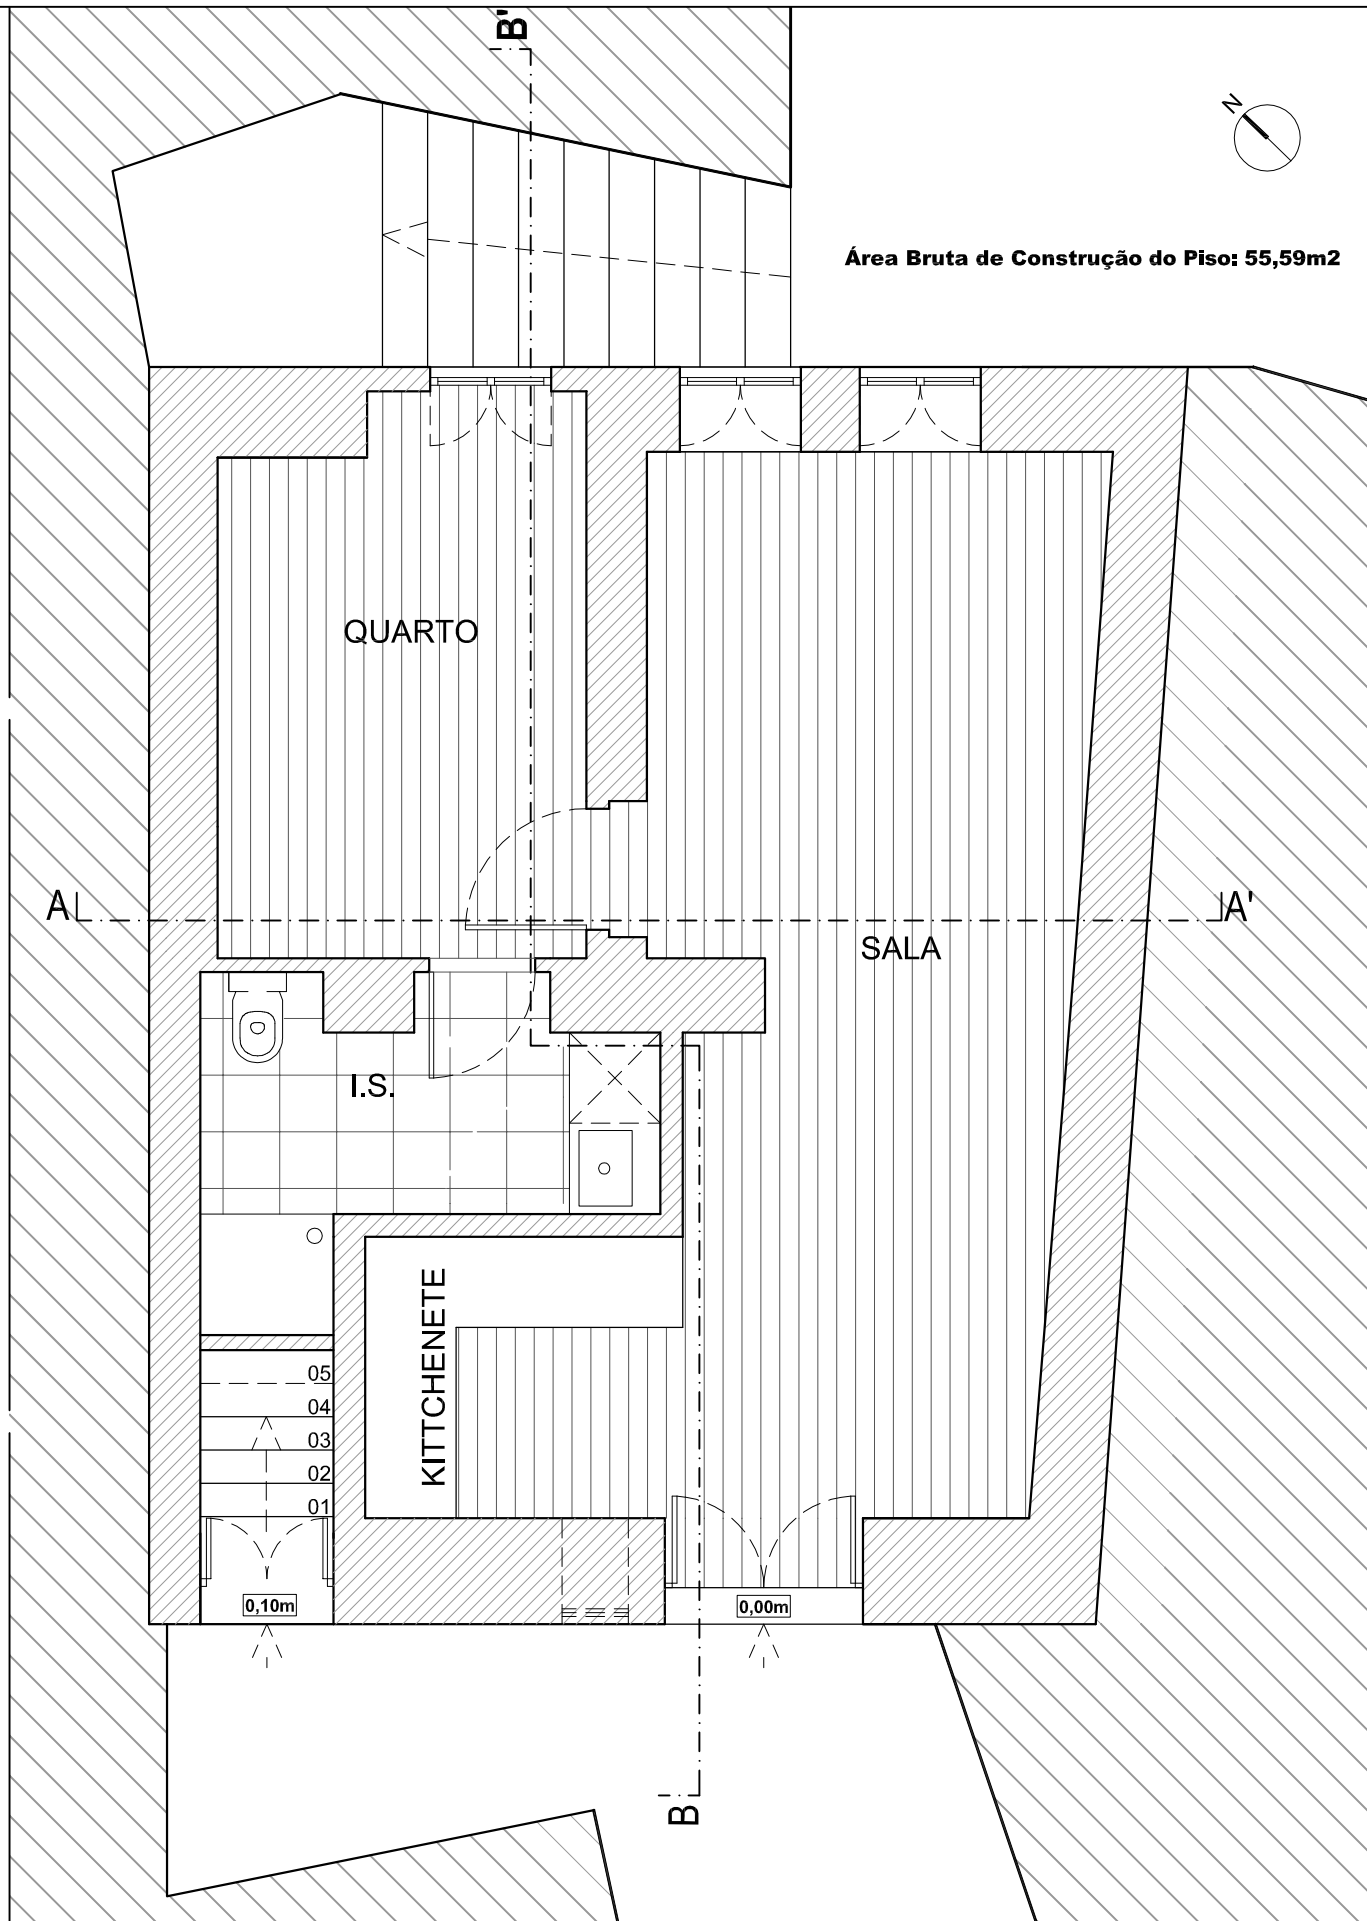 B'
N
Área Bruta de Construção do Piso: 55,59m2
QUARTO
A
A'
SALA
I.S.
KITTCHENETE
05
04
03
02
01
0,10m
0,00m
B